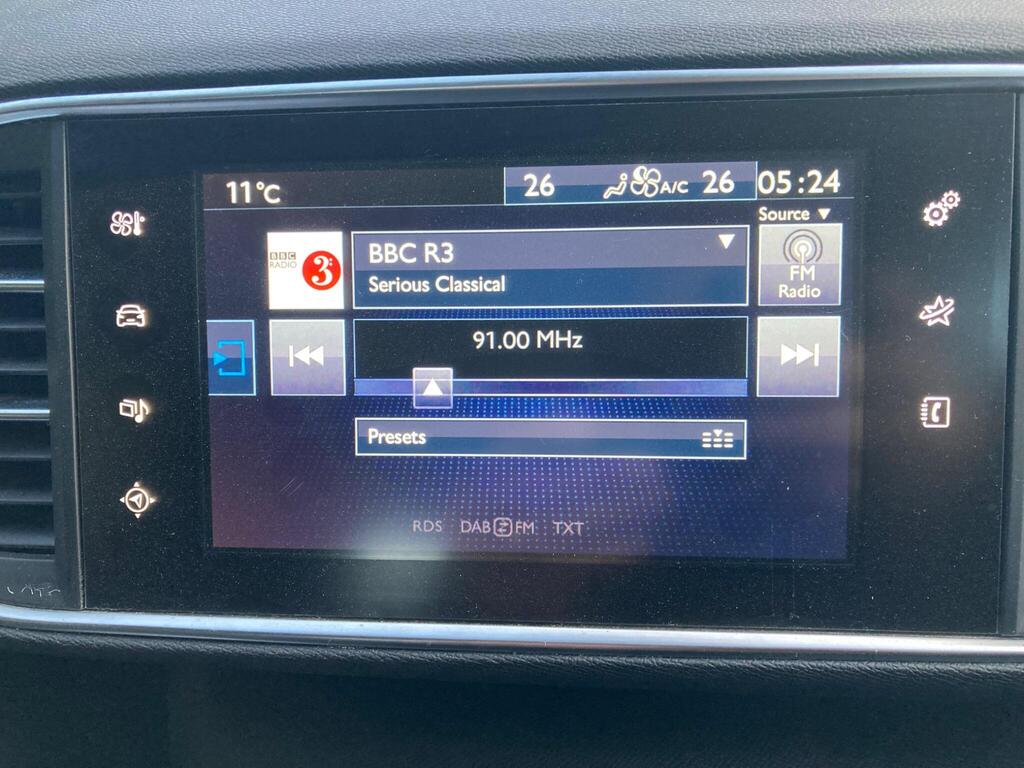 11°C
26 A/C 26
05:24
Source
BBC RADIO 3
BBC R3
Serious Classical
FM
Radio
91.00 MHz
Presets
RDS DAB FM TXT